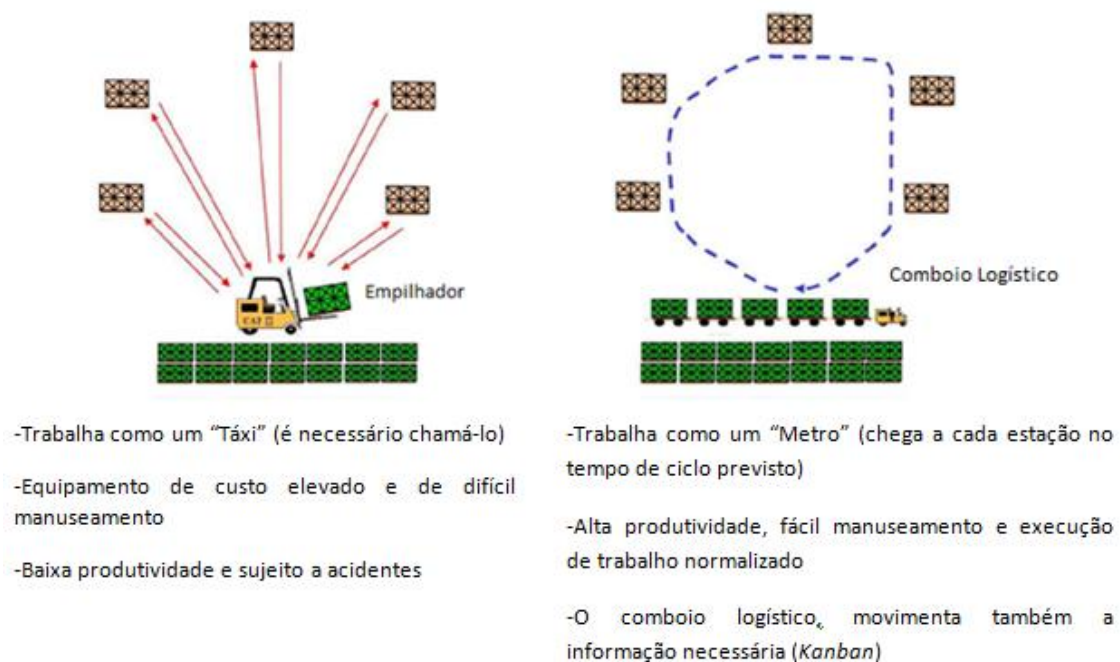 Empilhador
Comboio Logístico
-Trabalha como um “Táxi” (é necessário chamá-lo)
-Equipamento de custo elevado e de difícil
manuseamento
-Baixa produtividade e sujeito a acidentes
-Trabalha como um “Metro” (chega a cada estação no
tempo de ciclo previsto)
-Alta produtividade, fácil manuseamento e execução
de trabalho normalizado
-O comboio logístico, movimenta também a
informação necessária (Kanban)